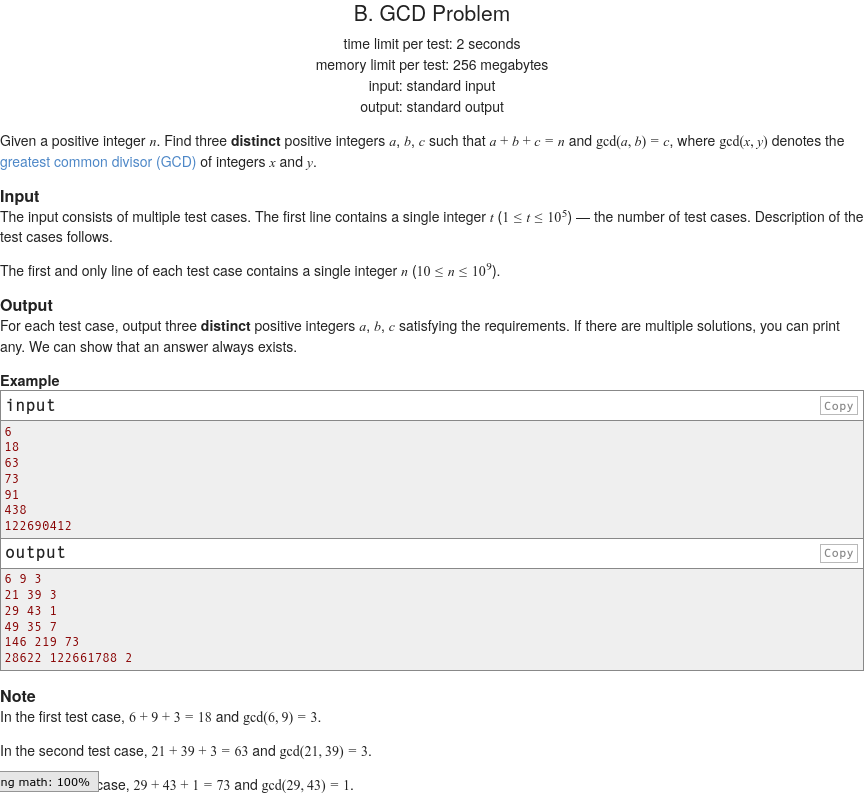 B. GCD Problem
time limit per test: 2 seconds
memory limit per test: 256 megabytes
input: standard input
output: standard output
Given a positive integer n. Find three distinct positive integers a, b, c such that a + b + c = n and gcd(a, b) = c, where gcd(x, y) denotes the
greatest common divisor (GCD) of integers x and y.
Input
The input consists of multiple test cases. The first line contains a single integer t (1 ≤ t ≤ 10^5) — the number of test cases. Description of the
test cases follows.
The first and only line of each test case contains a single integer n (10 ≤ n ≤ 10^9).
Output
For each test case, output three distinct positive integers a, b, c satisfying the requirements. If there are multiple solutions, you can print
any. We can show that an answer always exists.
Example
input Copy
6
18
63
73
91
438
122690412
output Copy
6 9 3
21 39 3
29 43 1
49 35 7
146 219 73
28622 122661788 2
Note
In the first test case, 6 + 9 + 3 = 18 and gcd(6, 9) = 3.
In the second test case, 21 + 39 + 3 = 63 and gcd(21, 39) = 3.
ng math: 100% case, 29 + 43 + 1 = 73 and gcd(29, 43) = 1.